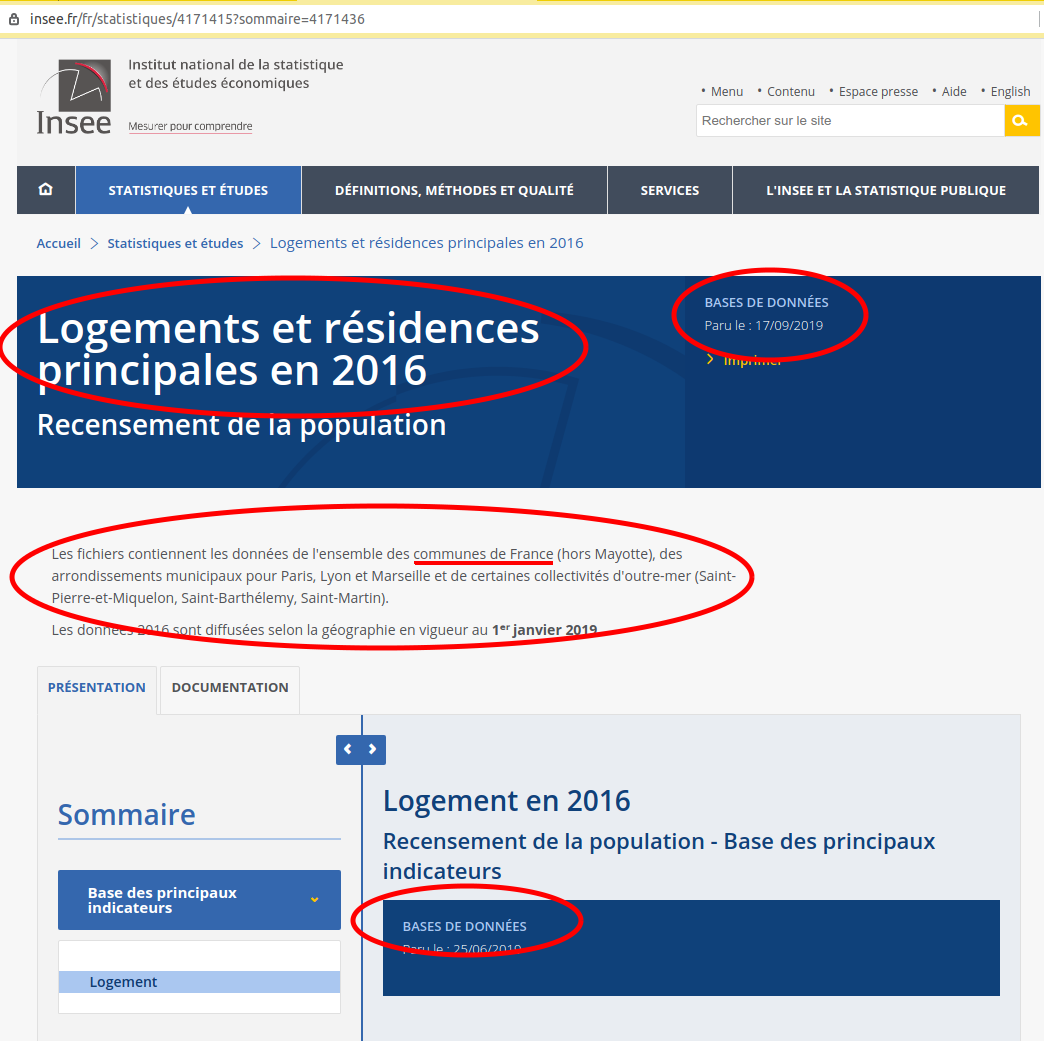 insee.fr/fr/statistiques/4171415?sommaire=4171436
Institut national de la statistique
et des études économiques
Insee
Mesurer pour comprendre
• Menu • Contenu • Espace presse • Aide • English
Rechercher sur le site
STATISTIQUES ET ÉTUDES DÉFINITIONS, MÉTHODES ET QUALITÉ SERVICES L'INSEE ET LA STATISTIQUE PUBLIQUE
Accueil > Statistiques et études > Logements et résidences principales en 2016
Logements et résidences
principales en 2016
Recensement de la population
BASES DE DONNÉES
Paru le : 17/09/2019
> Imprimer
Les fichiers contiennent les données de l'ensemble des communes de France (hors Mayotte), des
arrondissements municipaux pour Paris, Lyon et Marseille et de certaines collectivités d'outre-mer (Saint-
Pierre-et-Miquelon, Saint-Barthélemy, Saint-Martin).
Les données 2016 sont diffusées selon la géographie en vigueur au 1er janvier 2019
PRÉSENTATION DOCUMENTATION
Sommaire
Base des principaux
indicateurs
Logement
Logement en 2016
Recensement de la population - Base des principaux
indicateurs
BASES DE DONNÉES
Paru le : 25/06/2019